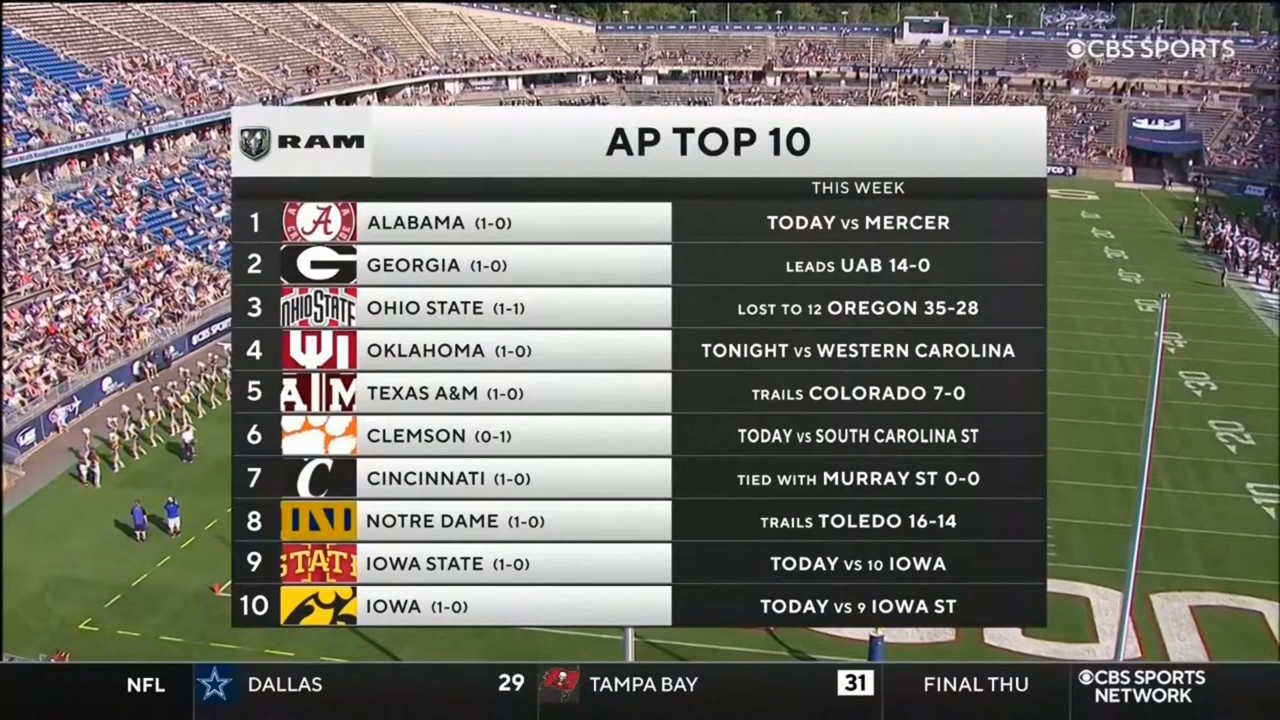 CBS SPORTS
RAM
AP TOP 10
THIS WEEK
1 ALABAMA (1-0) TODAY VS MERCER
2 GEORGIA (1-0) LEADS UAB 14-0
3 OHIO STATE OHIO STATE (1-1) LOST TO 12 OREGON 35-28
4 OKLAHOMA (1-0) TONIGHT VS WESTERN CAROLINA
5 TEXAS A&M (1-0) TRAILS COLORADO 7-0
6 CLEMSON (0-1) TODAY VS SOUTH CAROLINA ST
7 CINCINNATI (1-0) TIED WITH MURRAY ST 0-0
8 NOTRE DAME (1-0) TRAILS TOLEDO 16-14
9 IOWA STATE (1-0) TODAY VS 10 IOWA
10 IOWA (1-0) TODAY VS 9 IOWA ST
NFL DALLAS 29 TAMPA BAY 31 FINAL THU CBS SPORTS NETWORK